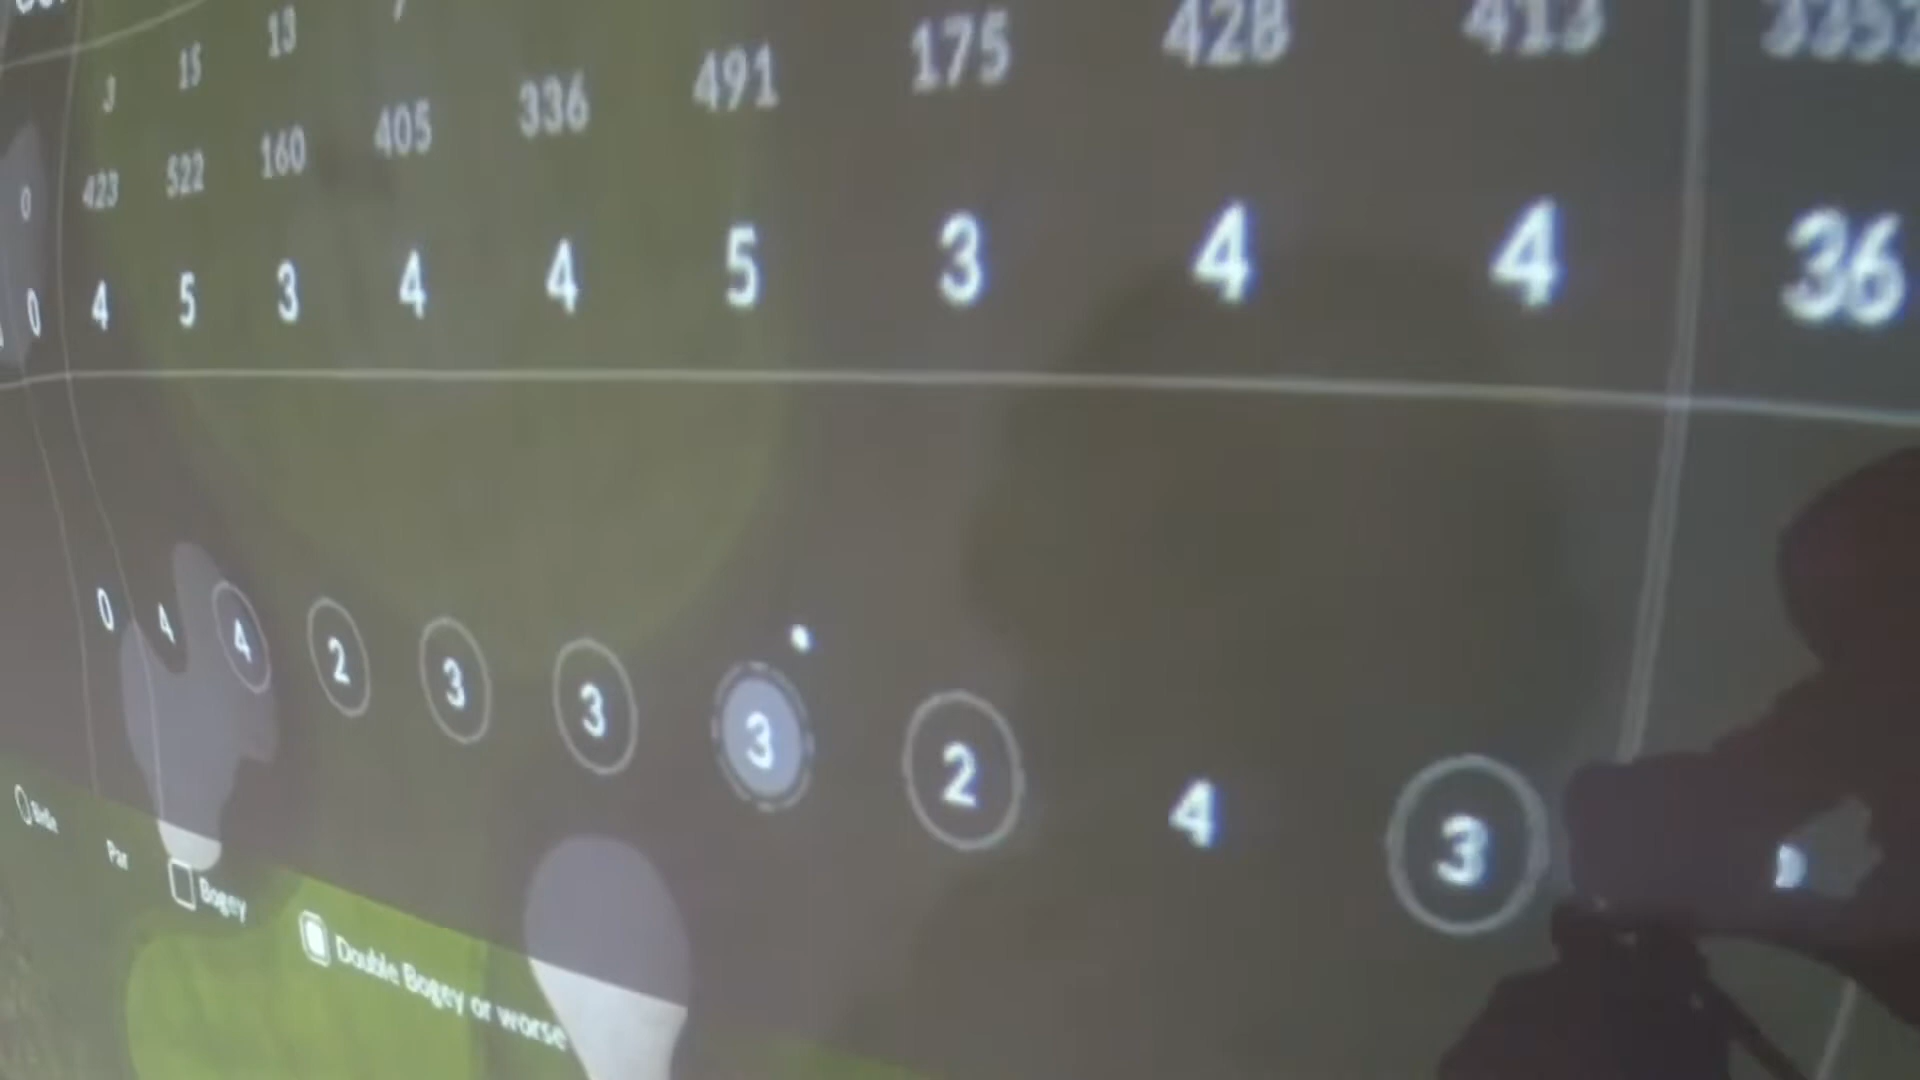 3 15 13
423 522 160 405 336 491 175 428 413
0
0 4 5 3 4 4 5 3 4 4 36
0 4 4 2 3 3 3 2 4 3
Par Bogey Double Bogey or worse